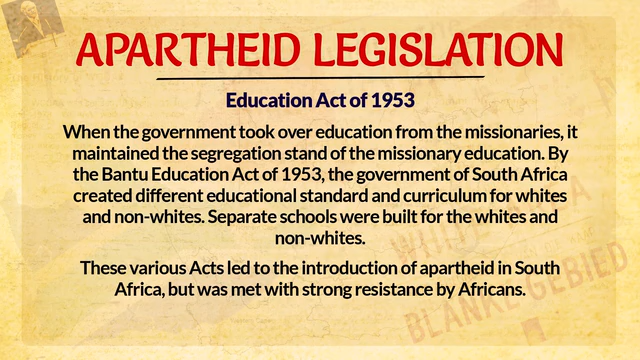 APARTHEID LEGISLATION
Education Act of 1953
When the government took over education from the missionaries, it
maintained the segregation stand of the missionary education. By
the Bantu Education Act of 1953, the government of South Africa
created different educational standard and curriculum for whites
and non-whites. Separate schools were built for the whites and
non-whites.
These various Acts led to the introduction of apartheid in South
Africa, but was met with strong resistance by Africans.